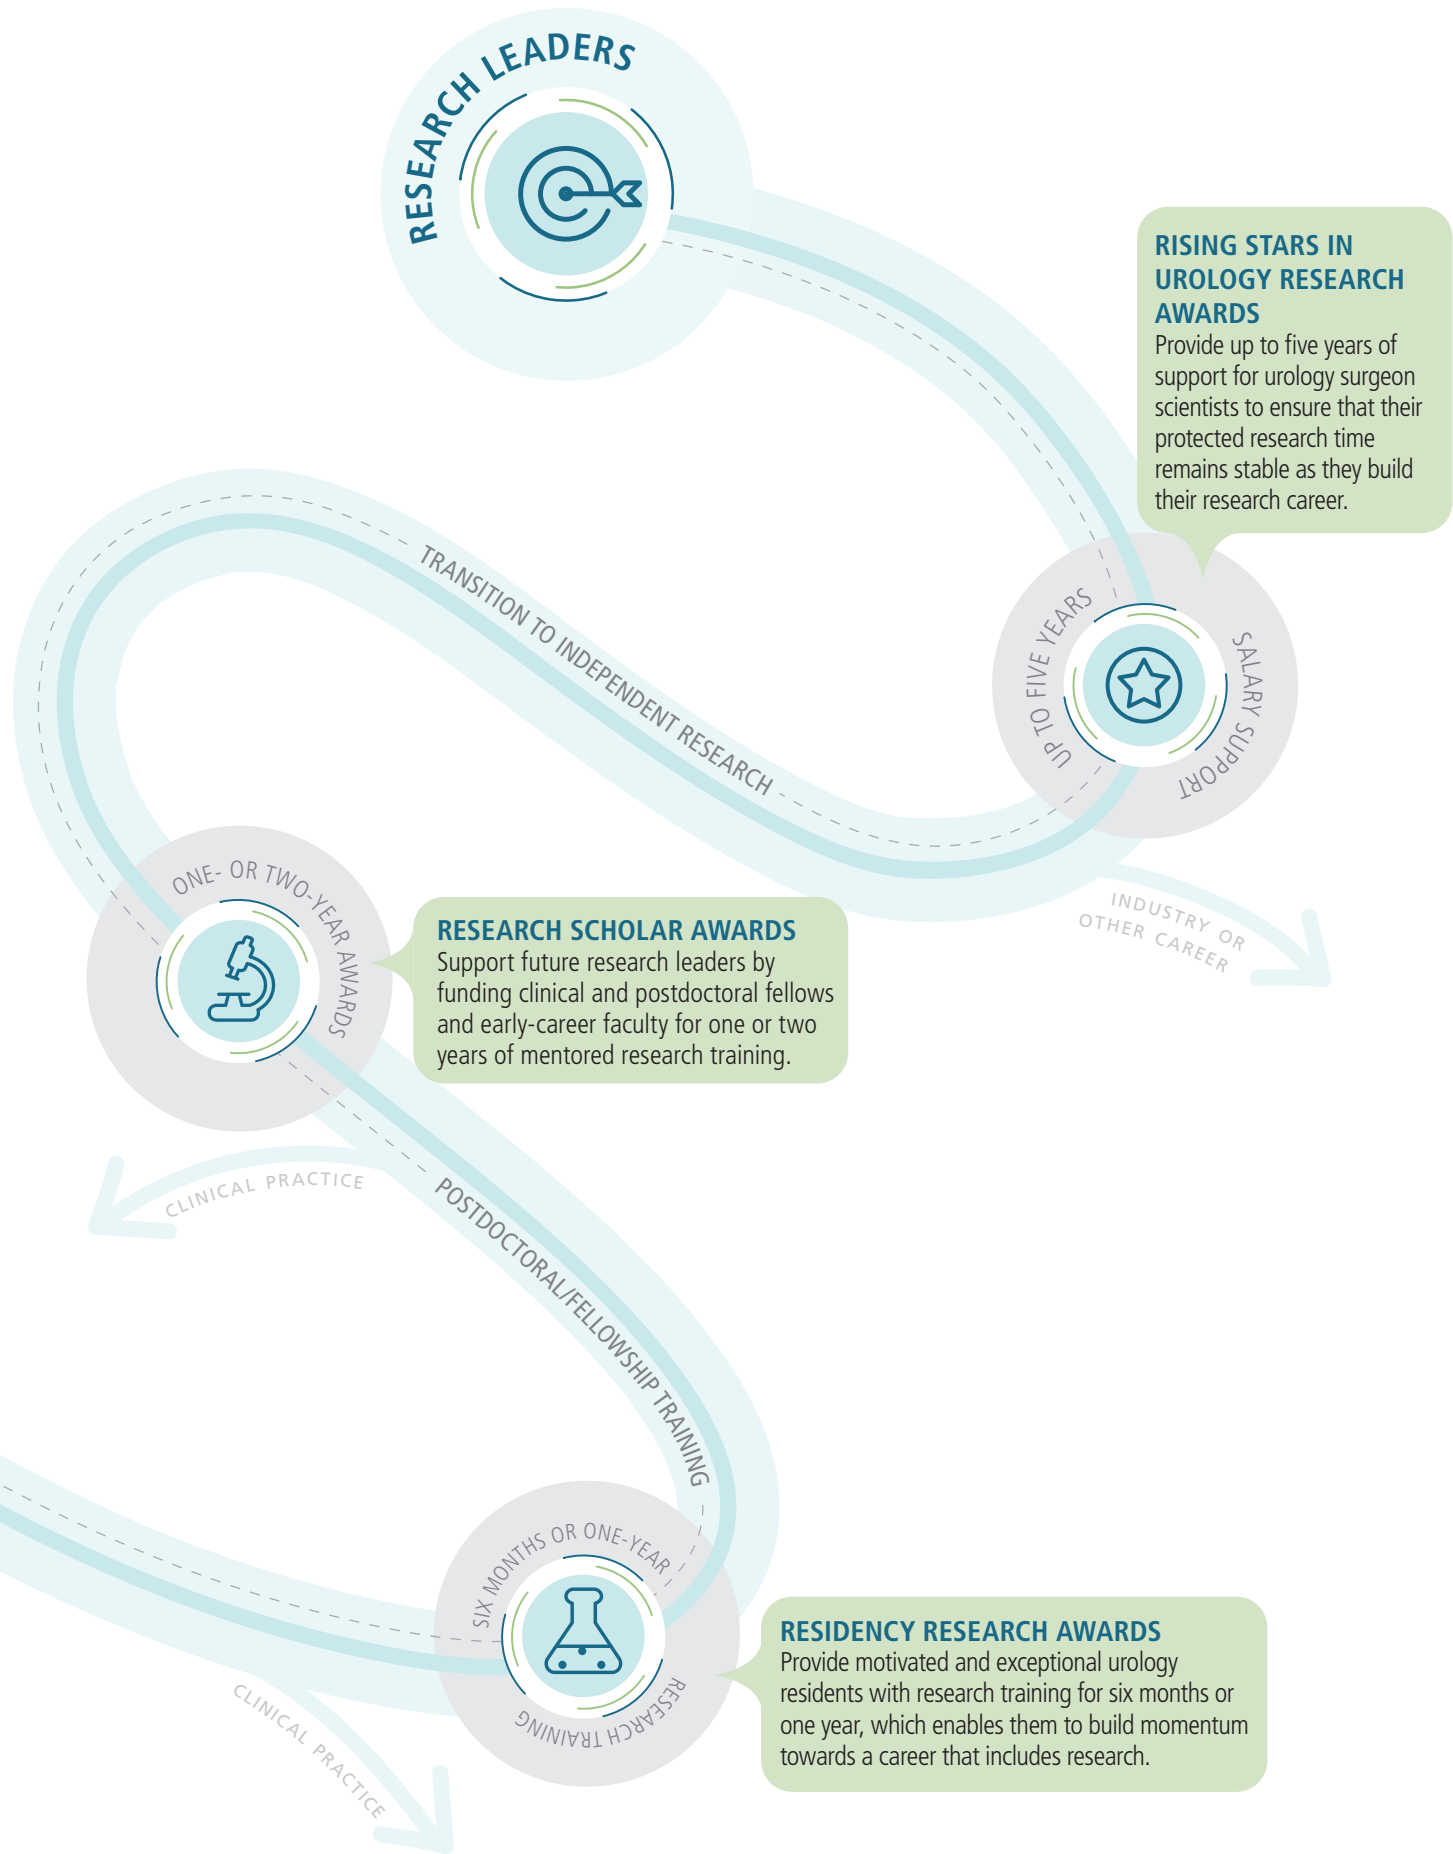 RESEARCH LEADERS
RISING STARS IN
UROLOGY RESEARCH
AWARDS
Provide up to five years of
support for urology surgeon
scientists to ensure that their
protected research time
remains stable as they build
their research career.
TRANSITION TO INDEPENDENT RESEARCH
UP TO FIVE YEARS
SALARY SUPPORT
INDUSTRY OR
OTHER CAREER
ONE- OR TWO-YEAR AWARDS
RESEARCH SCHOLAR AWARDS
Support future research leaders by
funding clinical and postdoctoral fellows
and early-career faculty for one or two
years of mentored research training.
CLINICAL PRACTICE
POSTDOCTORAL/FELLOWSHIP TRAINING
SIX MONTHS OR ONE-YEAR
RESEARCH TRAINING
RESIDENCY RESEARCH AWARDS
Provide motivated and exceptional urology
residents with research training for six months or
one year, which enables them to build momentum
towards a career that includes research.
CLINICAL PRACTICE